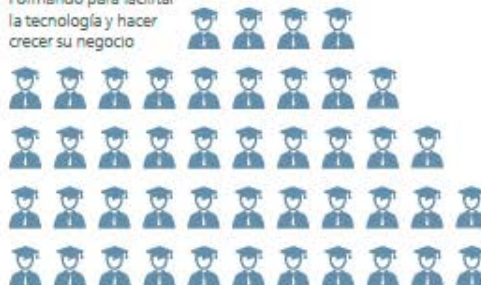 Formando para facilitar
la tecnología y hacer
crecer su negocio